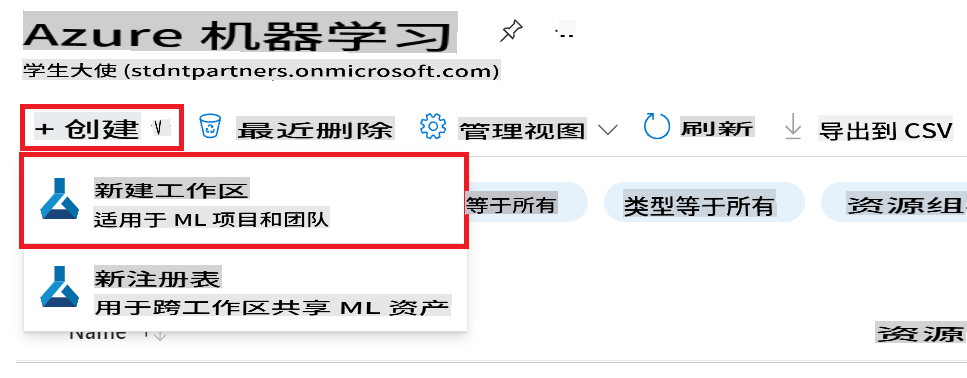 Azure 机器学习
学生大使 (stdntpartners.onmicrosoft.com)
+ 创建 最近删除 管理视图 刷新 导出到 CSV
新建工作区
适用于 ML 项目和团队
等于所有 类型等于所有 资源组
新注册表
用于跨工作区共享 ML 资产
Name
资源